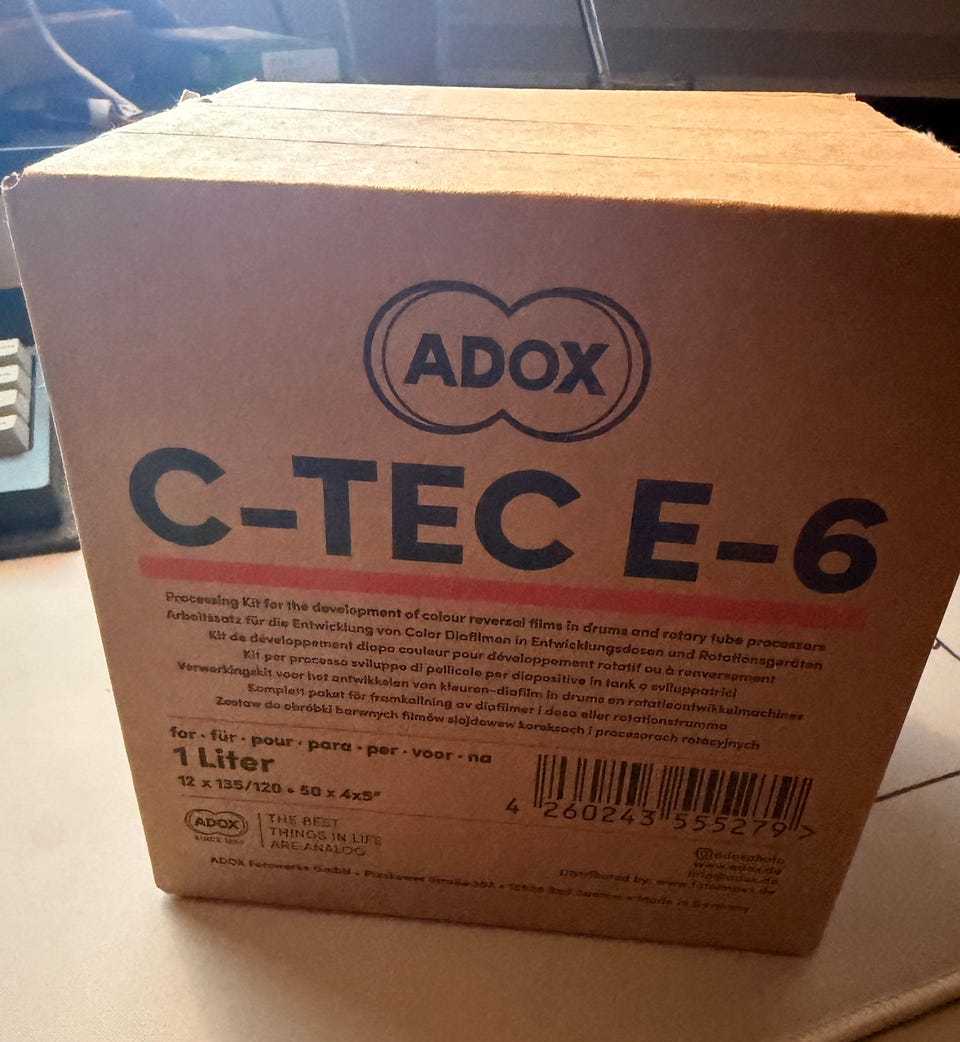 ADOX
C-TEC E-6
Processing Kit for the development of colour reversal films in drums and rotary tube processors
Arbeitssatz für die Entwicklung von Color Diafilmen in Entwicklungsdosen und Rotationsgeräten
Kit de développement diapo couleur pour développement rotatif ou à renversement
Kit per processo sviluppo di pellicole per diapositive in tank o sviluppatrici
Verwerkingskit voor het ontwikkelen van kleuren-diafilm in drums en rotatieontwikkelmachines
Komplett paket för framkallning av diafilmer i dosa eller rotationstrumma
Zestaw do obróbki barwnych filmów slajdowew koreksach i procesorach rotacyjnych
for · für · pour · para · per · voor · na
1 Liter
12 x 135/120 • 50 x 4x5"
4 260243 555279 >
ADOX
THE BEST
THINGS IN LIFE
ARE ANALOG
@adoxphoto
www.adox.de
info@adox.de
Distributed by: www.fotoimpex.de
ADOX Fotowerke GmbH • Pieskower Straße • Bad Saarow • Made in Germany